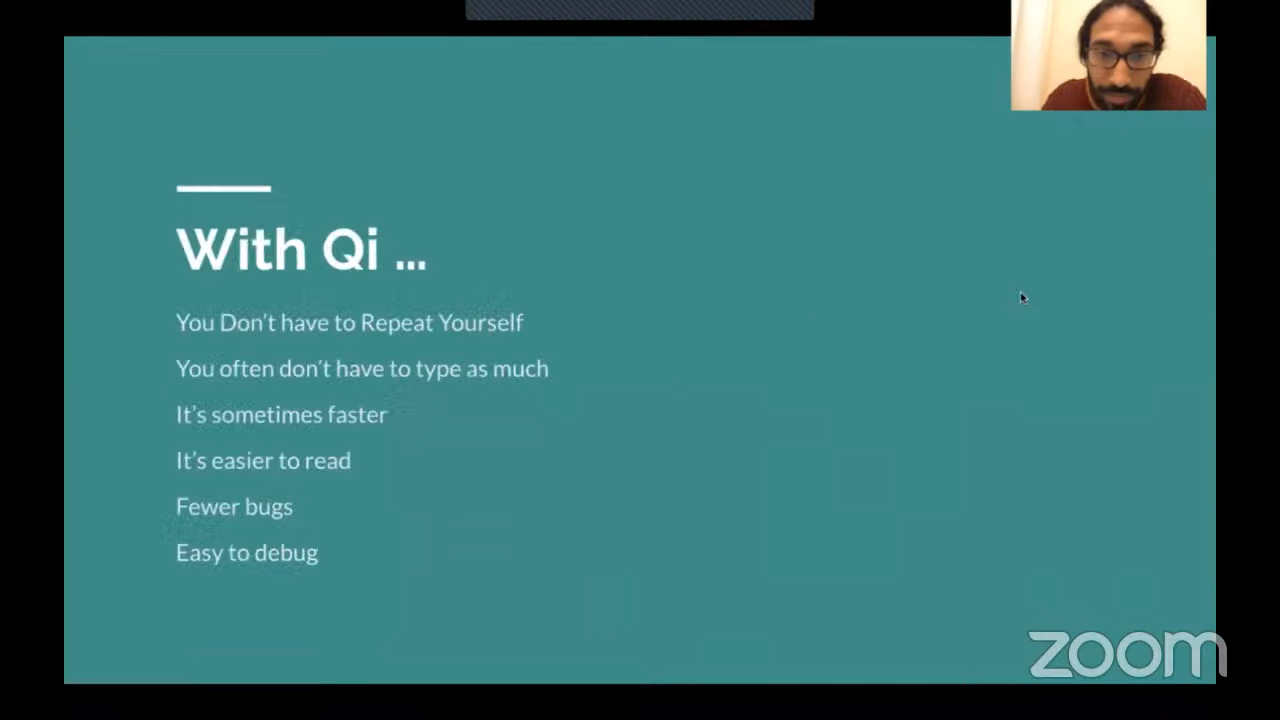 With Qi ...
You Don't have to Repeat Yourself
You often don't have to type as much
It's sometimes faster
It's easier to read
Fewer bugs
Easy to debug
zoom